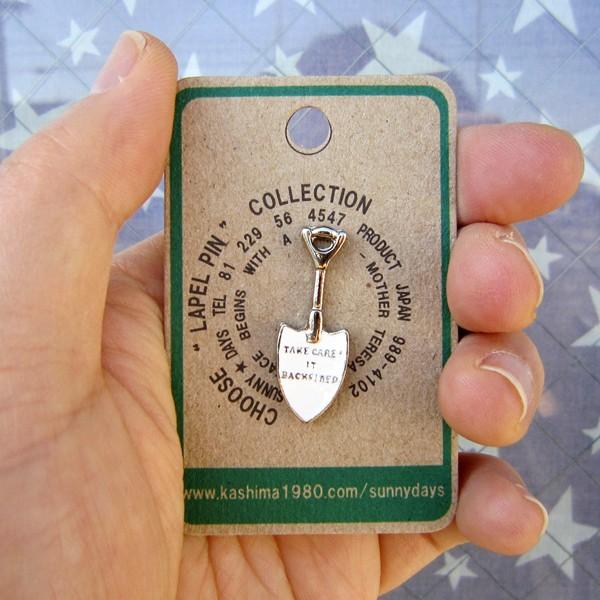 CHOOSE "LAPEL PIN" COLLECTION
DAYS TEL 81 229 56 4547 PRODUCT JAPAN 989-4102
SUNNY★
ACE BEGINS WITH A
- MOTHER TERESA
TAKE CARE•
IT
BACKFIRED
www.kashima1980.com/sunnydays